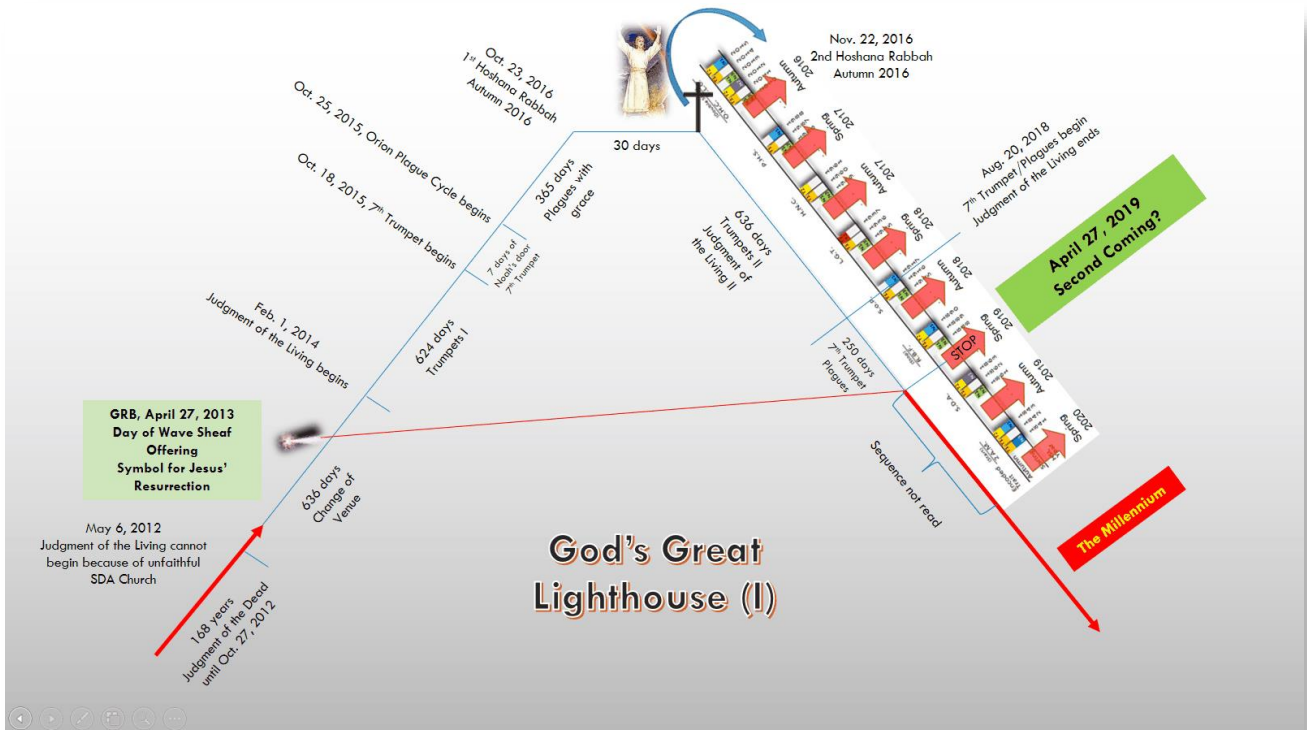 Nov. 22, 2016
2nd Hoshana Rabbah
Autumn 2016
Oct. 23, 2016
1st Hoshana Rabbah
Autumn 2016
Oct. 25, 2015, Orion Plague Cycle begins
Oct. 18, 2015, 7th Trumpet begins
365 days
Plagues with
grace
7 days of
Noah's door
7th Trumpet
30 days
Feb. 1, 2014
Judgment of the Living begins
624 days
Trumpets I
636 days
Trumpets II
Judgment of
the Living II
Aug. 20, 2018
7th Trumpet/Plagues begin
Judgment of the Living ends
April 27, 2019
Second Coming?
Autumn
2016
Spring
2017
Autumn
2017
Spring
2018
Autumn
2018
Spring
2019
Autumn
2019
Spring
2020
STOP
O.N.C.
P.H.S.
H.N.C.
L.G.T.
S.D.A.
250 days
7th Trumpet
Plagues
Sequence not read
The Millennium
GRB, April 27, 2013
Day of Wave Sheaf
Offering
Symbol for Jesus'
Resurrection
636 days
Change of
Venue
May 6, 2012
Judgment of the Living cannot
begin because of unfaithful
SDA Church
168 years
Judgment of the Dead
until Oct. 27, 2012
God's Great
Lighthouse (I)